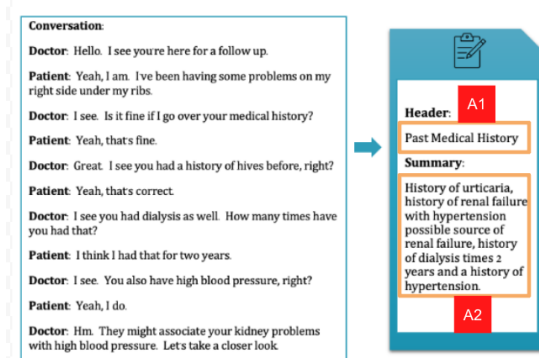 Conversation:
Doctor: Hello. I see you're here for a follow up.
Patient: Yeah, I am. I've been having some problems on my
right side under my ribs.
Doctor: I see. Is it fine if I go over your medical history?
Patient: Yeah, that's fine.
Doctor: Great. I see you had a history of hives before, right?
Patient: Yeah, that's correct.
Doctor: I see you had dialysis as well. How many times have
you had that?
Patient: I think I had that for two years.
Doctor: I see. You also have high blood pressure, right?
Patient: Yeah, I do.
Doctor: Hm. They might associate your kidney problems
with high blood pressure. Let's take a closer look.
A1
Header:
Past Medical History
Summary:
History of urticaria,
history of renal failure
with hypertension
possible source of
renal failure, history
of dialysis times 2
years and a history of
hypertension.
A2